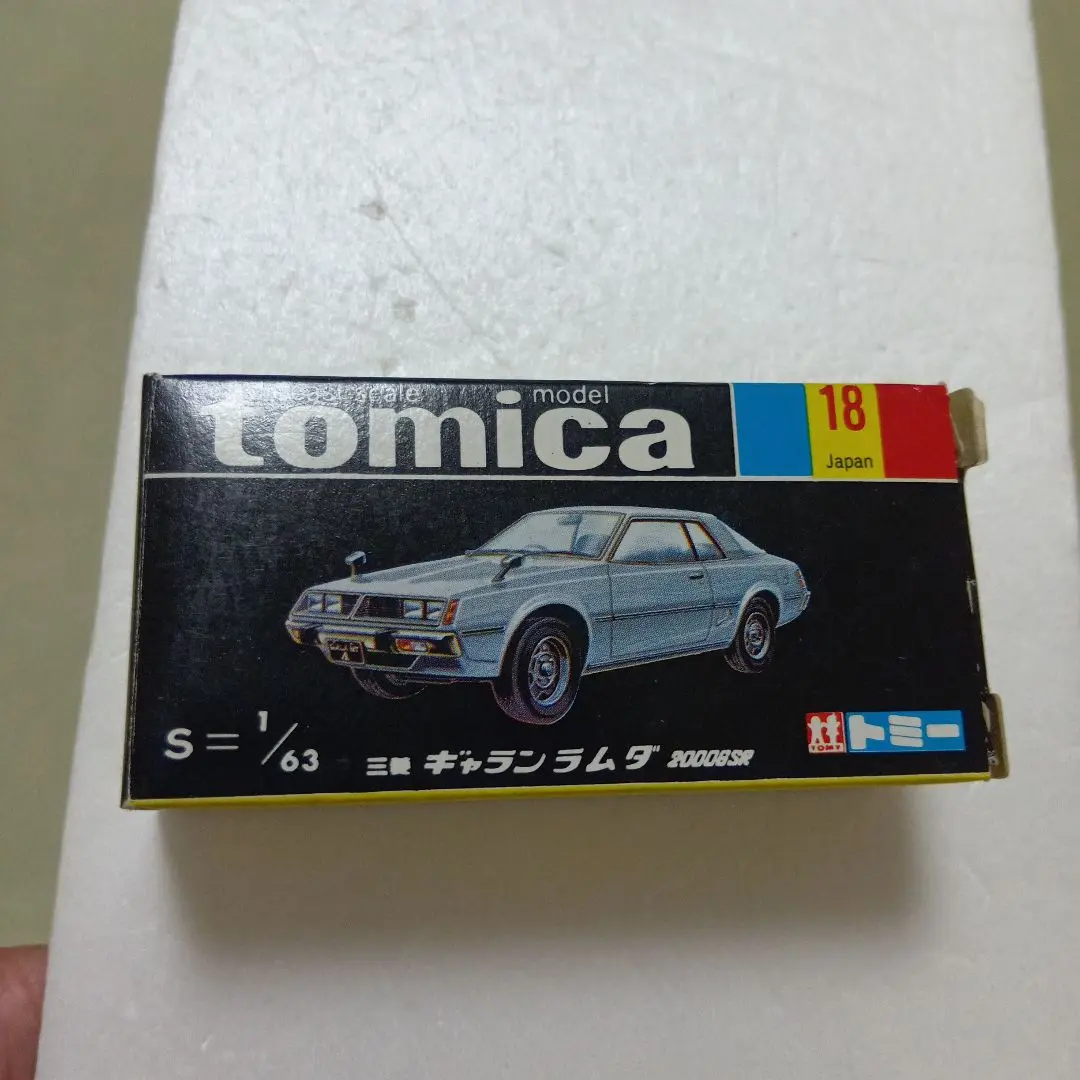 scale model
tomica
18
Japan
S = 1/63
三菱 ギャラン ラムダ 2000GSR
TOMY
トミー